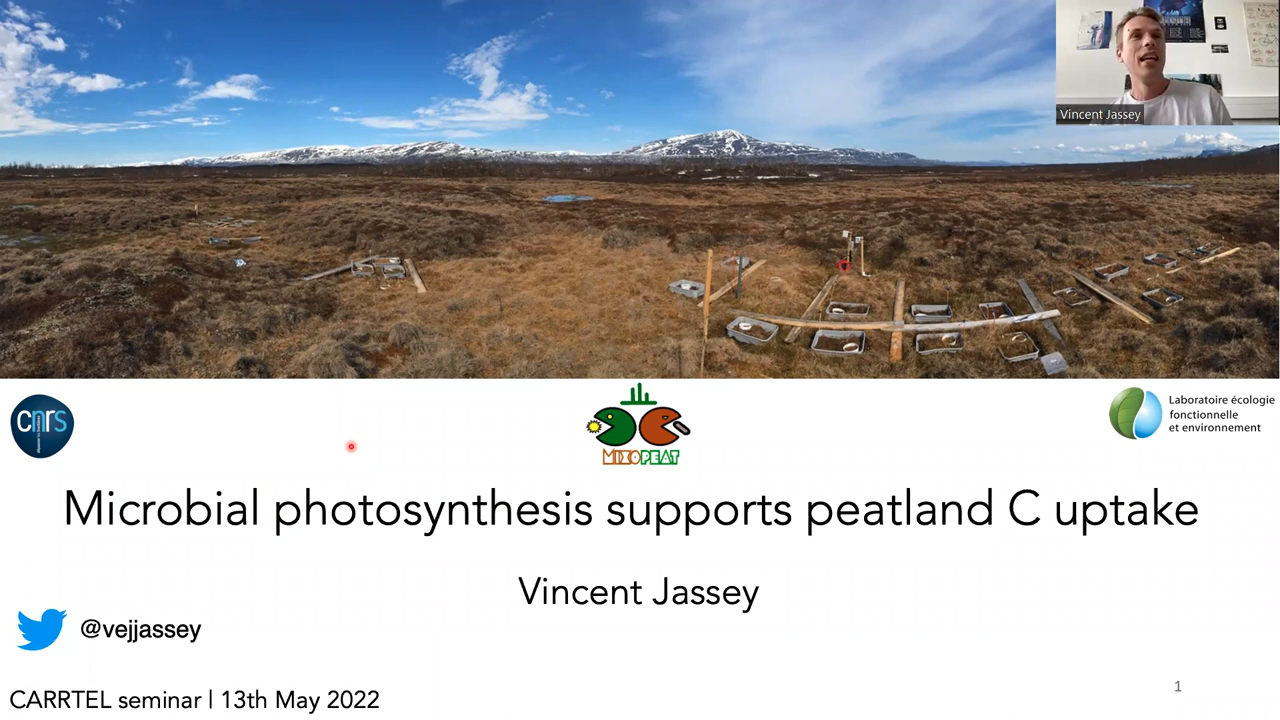 Vincent Jassey
cnrs
MIXOPEAT
Laboratoire écologie
fonctionnelle
et environnement
Microbial photosynthesis supports peatland C uptake
Vincent Jassey
@vejjassey
CARRTEL seminar | 13th May 2022
1